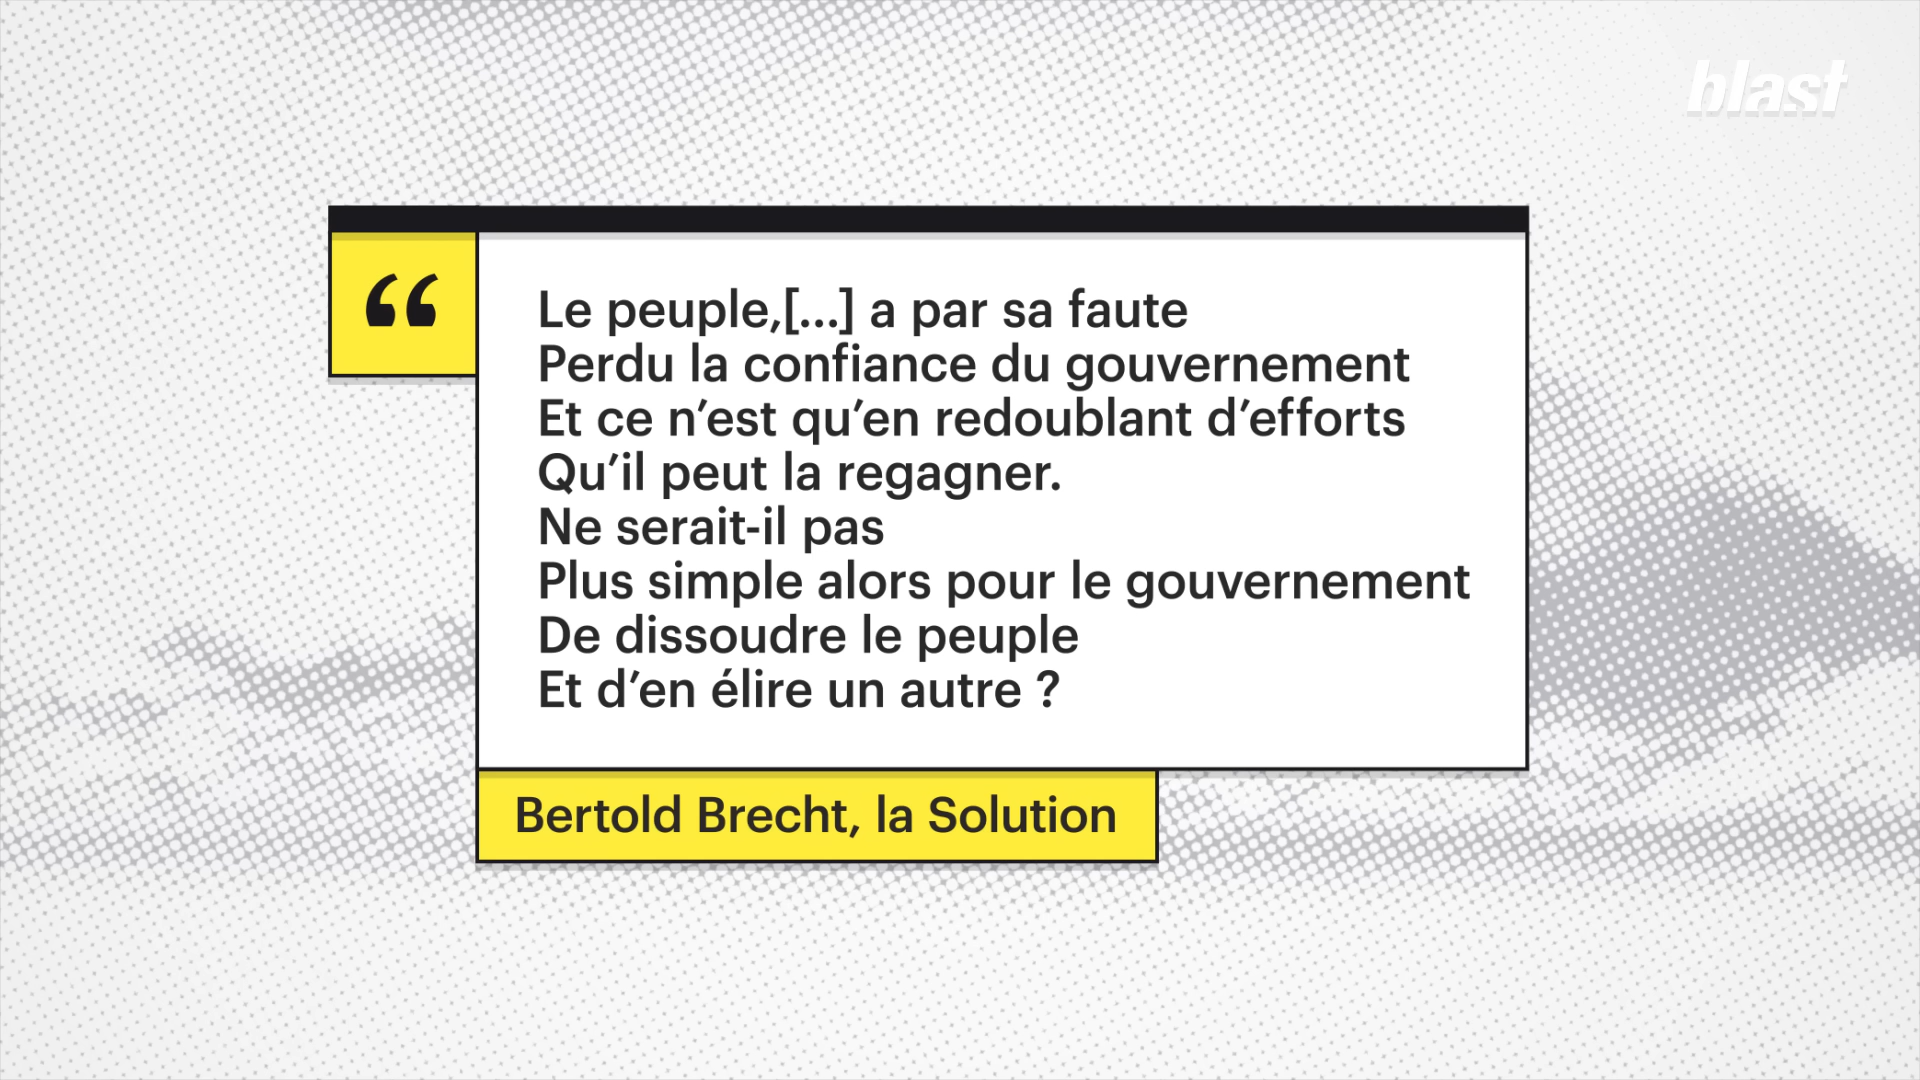 blast
“
Le peuple,[...] a par sa faute
Perdu la confiance du gouvernement
Et ce n’est qu’en redoublant d’efforts
Qu’il peut la regagner.
Ne serait-il pas
Plus simple alors pour le gouvernement
De dissoudre le peuple
Et d’en élire un autre ?
Bertold Brecht, la Solution